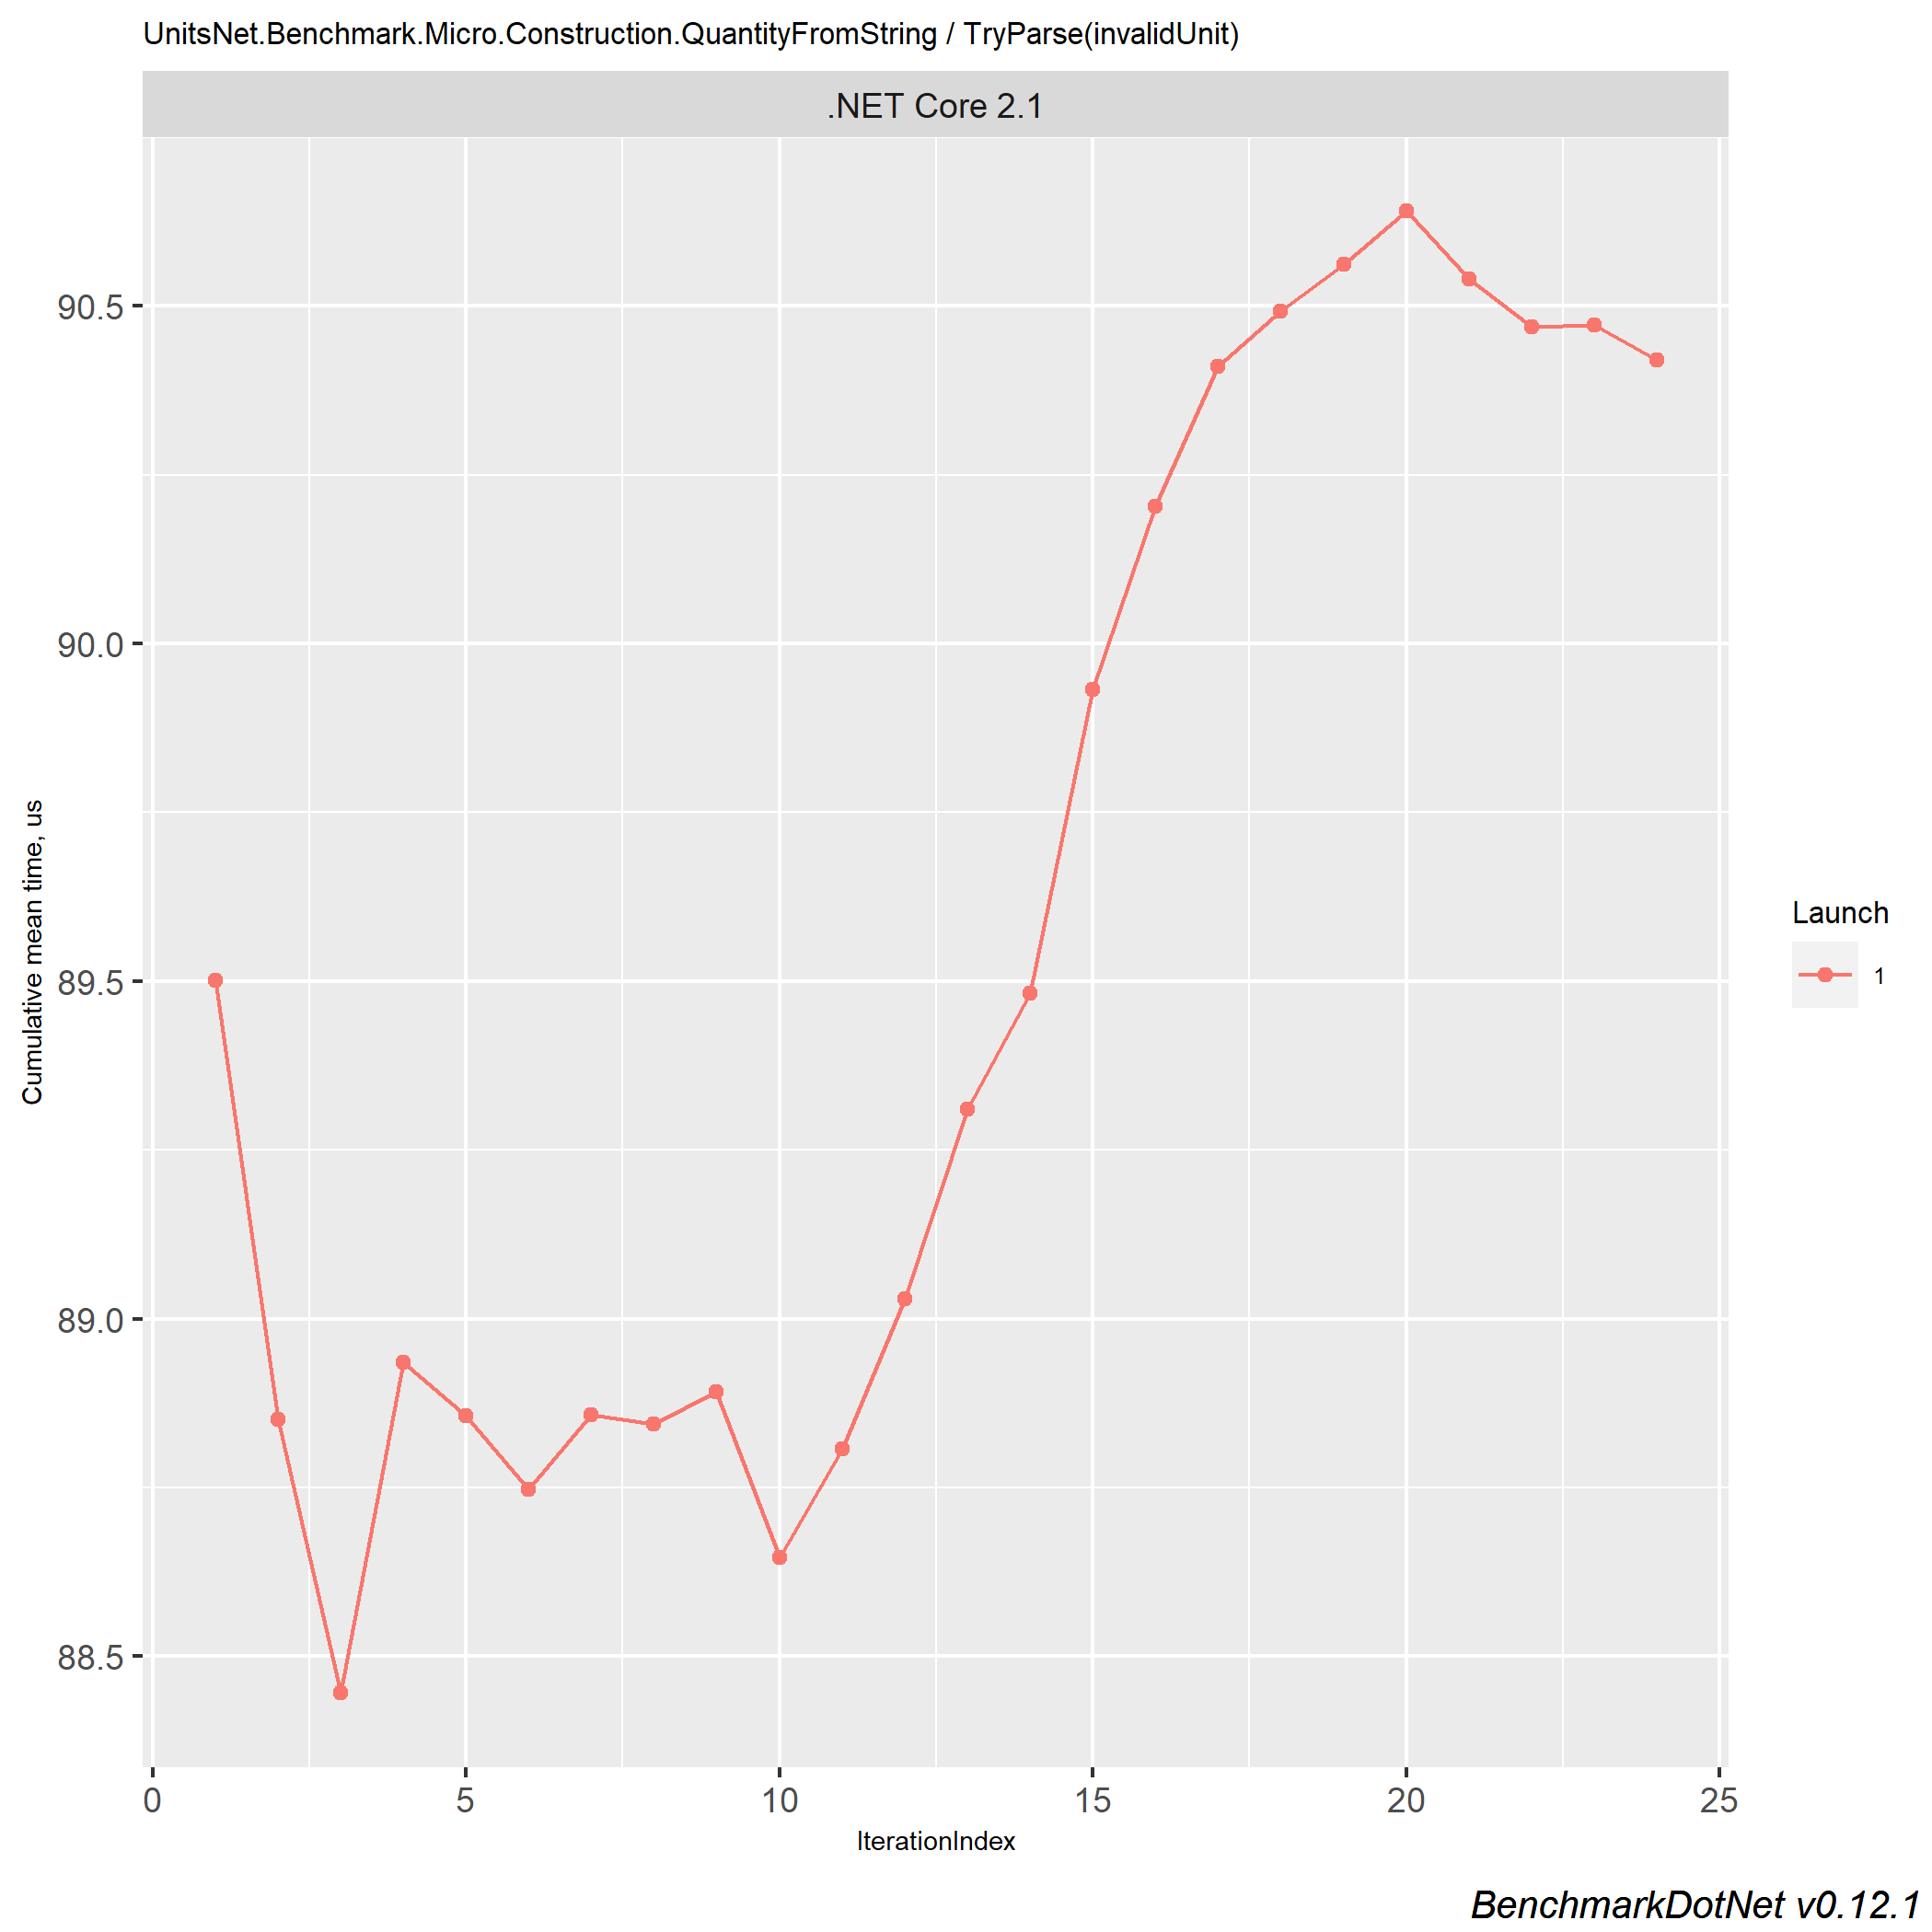 UnitsNet.Benchmark.Micro.Construction.QuantityFromString / TryParse(invalidUnit)
.NET Core 2.1
90.5
90.0
89.5
89.0
88.5
Cumulative mean time, us
0 5 10 15 20 25
IterationIndex
Launch
1
BenchmarkDotNet v0.12.1